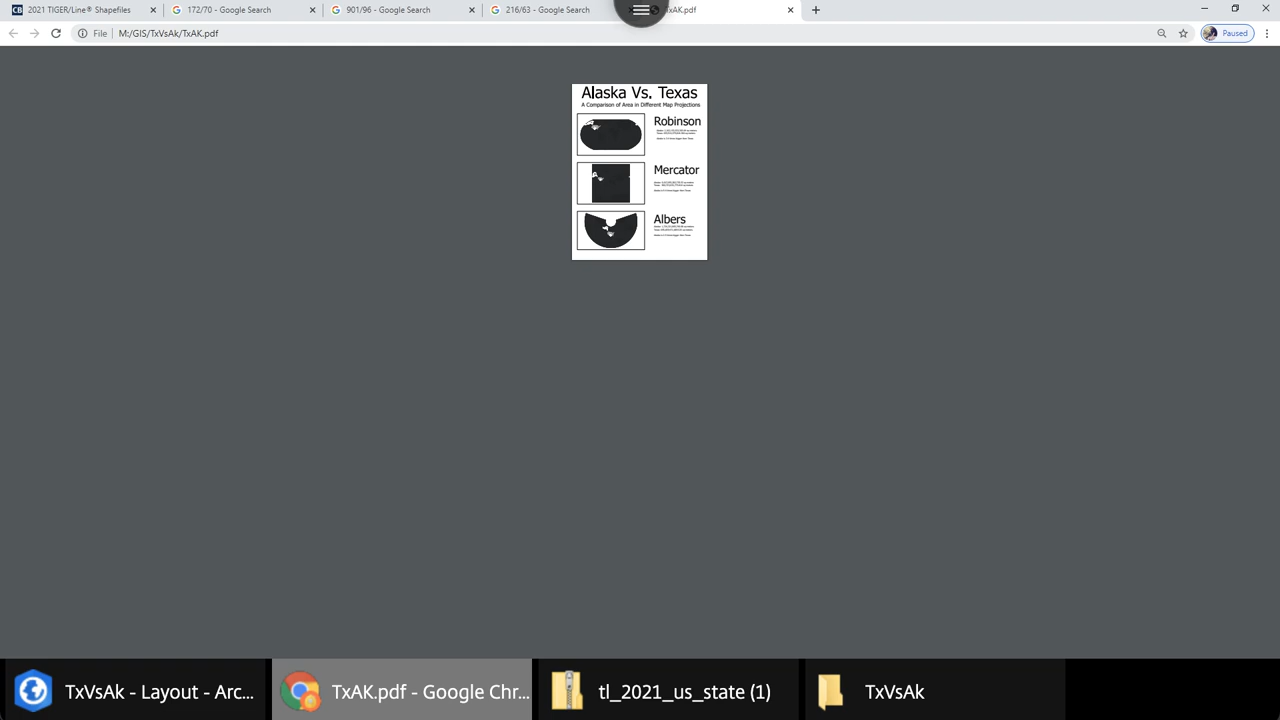 2021 TIGER/Line® Shapefiles
172/70 - Google Search
901/96 - Google Search
216/63 - Google Search
TxAK.pdf
File
M:/GIS/TxVsAk/TxAK.pdf
Paused
Alaska Vs. Texas
A Comparison of Area in Different Map Projections
Robinson
Mercator
Albers
TxVsAk - Layout - Arc...
TxAK.pdf - Google Chr...
tl_2021_us_state (1)
TxVsAk